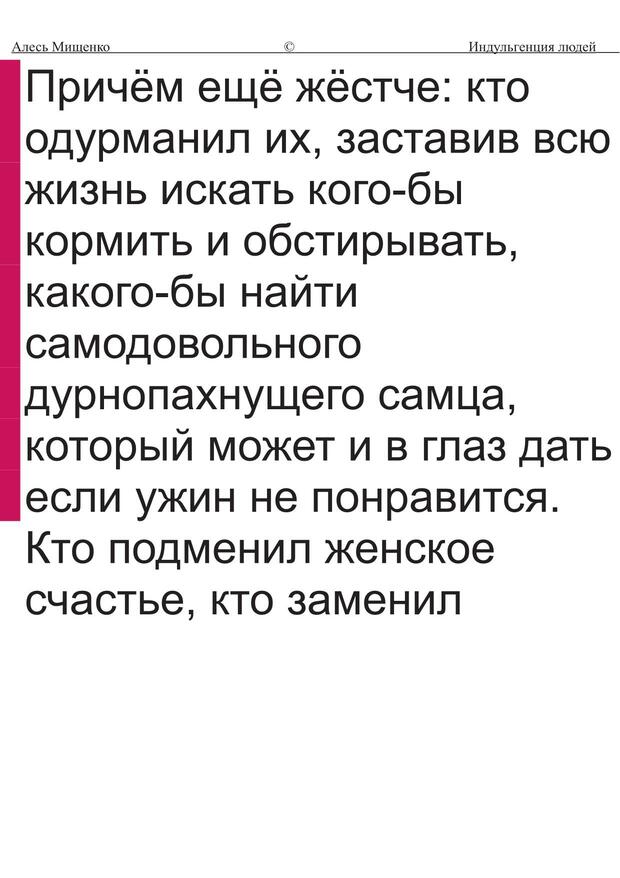 Алесь Мищенко © Индульгенция людей
Причём ещё жёстче: кто
одурманил их, заставив всю
жизнь искать кого-бы
кормить и обстирывать,
какого-бы найти
самодовольного
дурнопахнущего самца,
который может и в глаз дать
если ужин не понравится.
Кто подменил женское
счастье, кто заменил